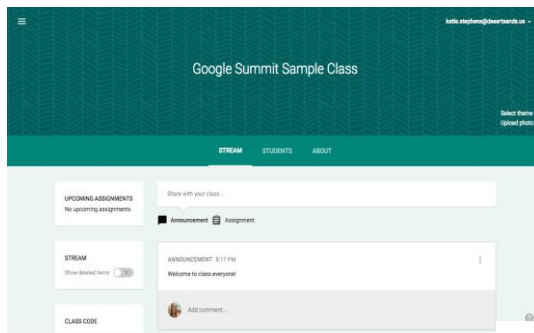 katie.stephens@desertsands.us
Google Summit Sample Class
Select theme
Upload photo
STREAM
STUDENTS
ABOUT
UPCOMING ASSIGNMENTS
No upcoming assignments.
Share with your class...
Announcement
Assignment
STREAM
Show deleted items
ANNOUNCEMENT 8:17 PM
Welcome to class everyone!
Add comment...
CLASS CODE